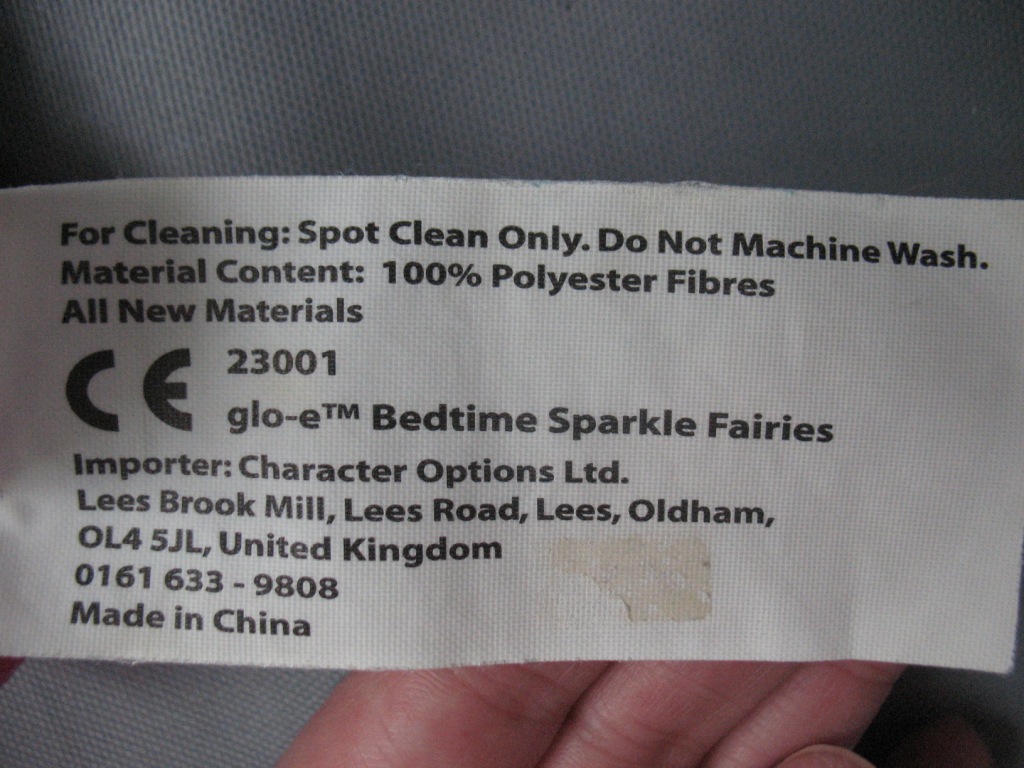 For Cleaning: Spot Clean Only. Do Not Machine Wash.
Material Content: 100% Polyester Fibres
All New Materials
CE 23001
glo-e™ Bedtime Sparkle Fairies
Importer: Character Options Ltd.
Lees Brook Mill, Lees Road, Lees, Oldham,
OL4 5JL, United Kingdom
0161 633 - 9808
Made in China